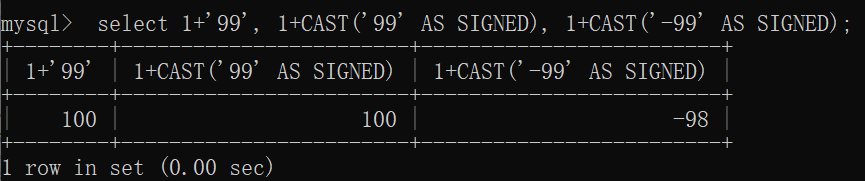 mysql>  select 1+'99', 1+CAST('99' AS SIGNED), 1+CAST('-99' AS SIGNED);
+--------+------------------------+-------------------------+
| 1+'99' | 1+CAST('99' AS SIGNED) | 1+CAST('-99' AS SIGNED) |
+--------+------------------------+-------------------------+
|    100 |                    100 |                     -98 |
+--------+------------------------+-------------------------+
1 row in set (0.00 sec)